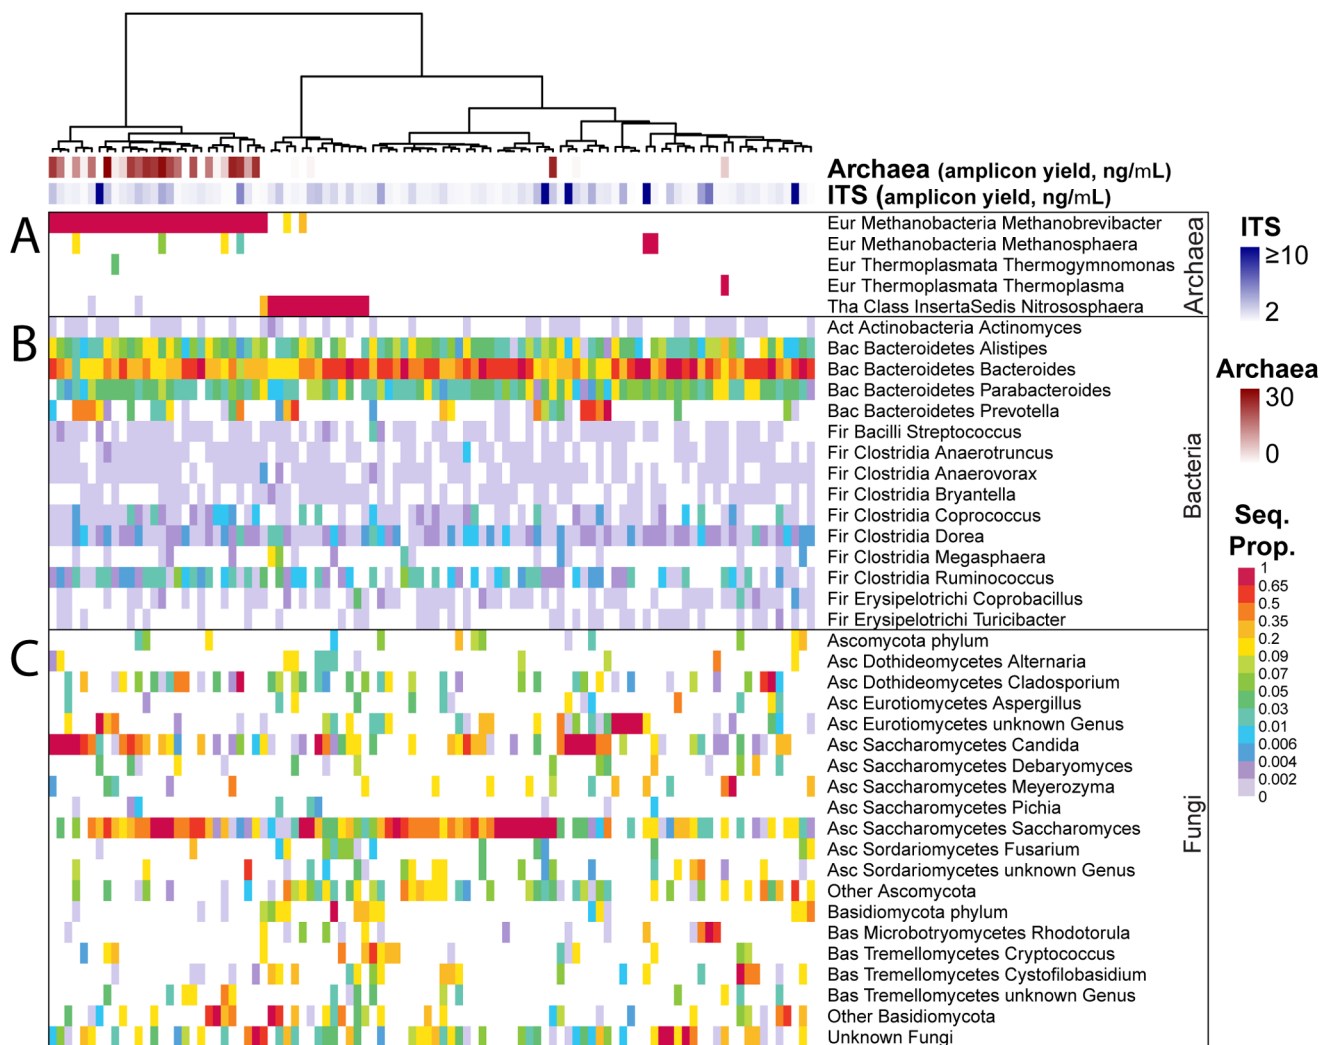 Archaea (amplicon yield, ng/mL)
ITS (amplicon yield, ng/mL)
A
Eur Methanobacteria Methanobrevibacter
Eur Methanobacteria Methanosphaera
Eur Thermoplasmata Thermogymnomonas
Eur Thermoplasmata Thermoplasma
Tha Class InsertaSedis Nitrososphaera
Archaea
B
Act Actinobacteria Actinomyces
Bac Bacteroidetes Alistipes
Bac Bacteroidetes Bacteroides
Bac Bacteroidetes Parabacteroides
Bac Bacteroidetes Prevotella
Fir Bacilli Streptococcus
Fir Clostridia Anaerotruncus
Fir Clostridia Anaerovorax
Fir Clostridia Bryantella
Fir Clostridia Coprococcus
Fir Clostridia Dorea
Fir Clostridia Megasphaera
Fir Clostridia Ruminococcus
Fir Erysipelotrichi Coprobacillus
Fir Erysipelotrichi Turicibacter
Bacteria
C
Ascomycota phylum
Asc Dothideomycetes Alternaria
Asc Dothideomycetes Cladosporium
Asc Eurotiomycetes Aspergillus
Asc Eurotiomycetes unknown Genus
Asc Saccharomycetes Candida
Asc Saccharomycetes Debaryomyces
Asc Saccharomycetes Meyerozyma
Asc Saccharomycetes Pichia
Asc Saccharomycetes Saccharomyces
Asc Sordariomycetes Fusarium
Asc Sordariomycetes unknown Genus
Other Ascomycota
Basidiomycota phylum
Bas Microbotryomycetes Rhodotorula
Bas Tremellomycetes Cryptococcus
Bas Tremellomycetes Cystofilobasidium
Bas Tremellomycetes unknown Genus
Other Basidiomycota
Unknown Fungi
Fungi
ITS
≥10
2
Archaea
30
0
Seq.
Prop.
1
0.65
0.5
0.35
0.2
0.09
0.07
0.05
0.03
0.01
0.006
0.004
0.002
0